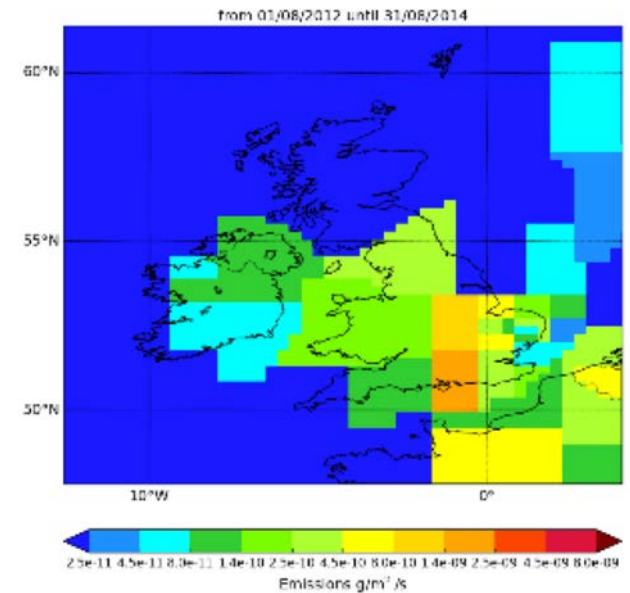 from 01/08/2012 until 31/08/2014
60°N
55°N
50°N
10°W 0°
2.5e-11 4.5e-11 8.0e-11 1.4e-10 2.5e-10 4.5e-10 8.0e-10 1.4e-09 2.5e-09 4.5e-09 8.0e-09
Emissions g/m² /s